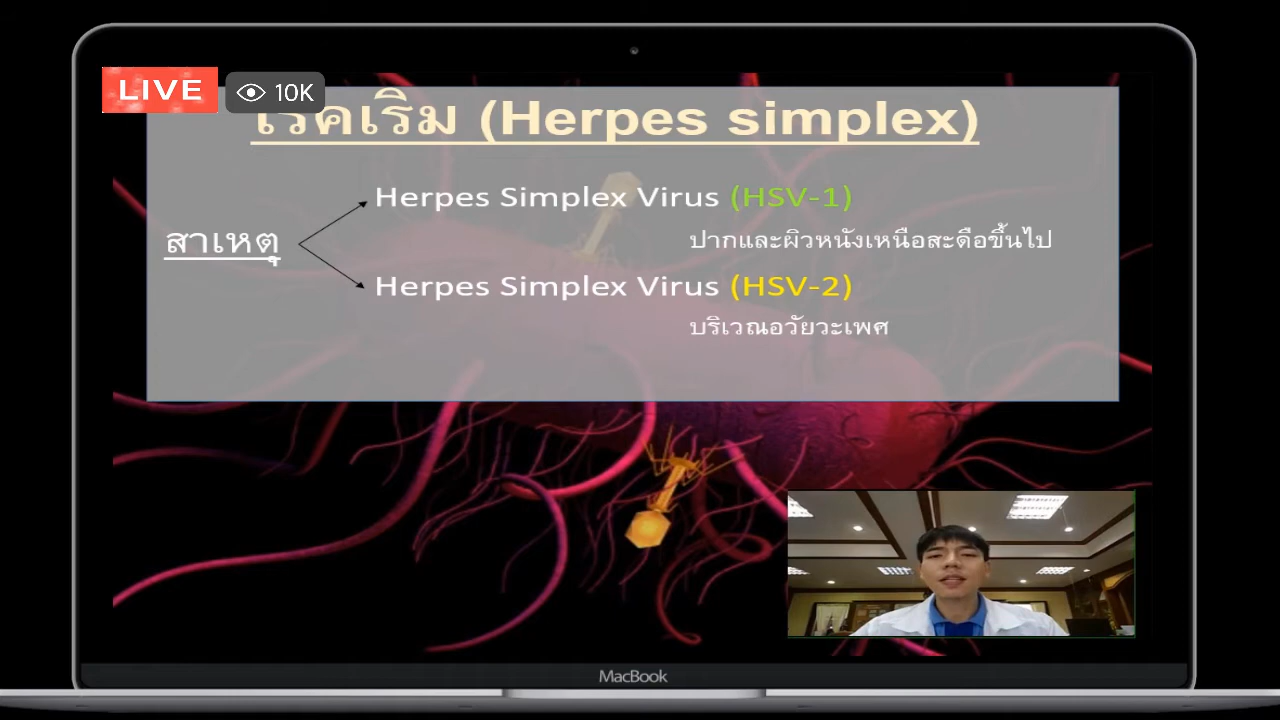 LIVE 10K
โรคเริม (Herpes simplex)
Herpes Simplex Virus (HSV-1)
ปากและผิวหนังเหนือสะดือขึ้นไป
สาเหตุ
Herpes Simplex Virus (HSV-2)
บริเวณอวัยวะเพศ
MacBook